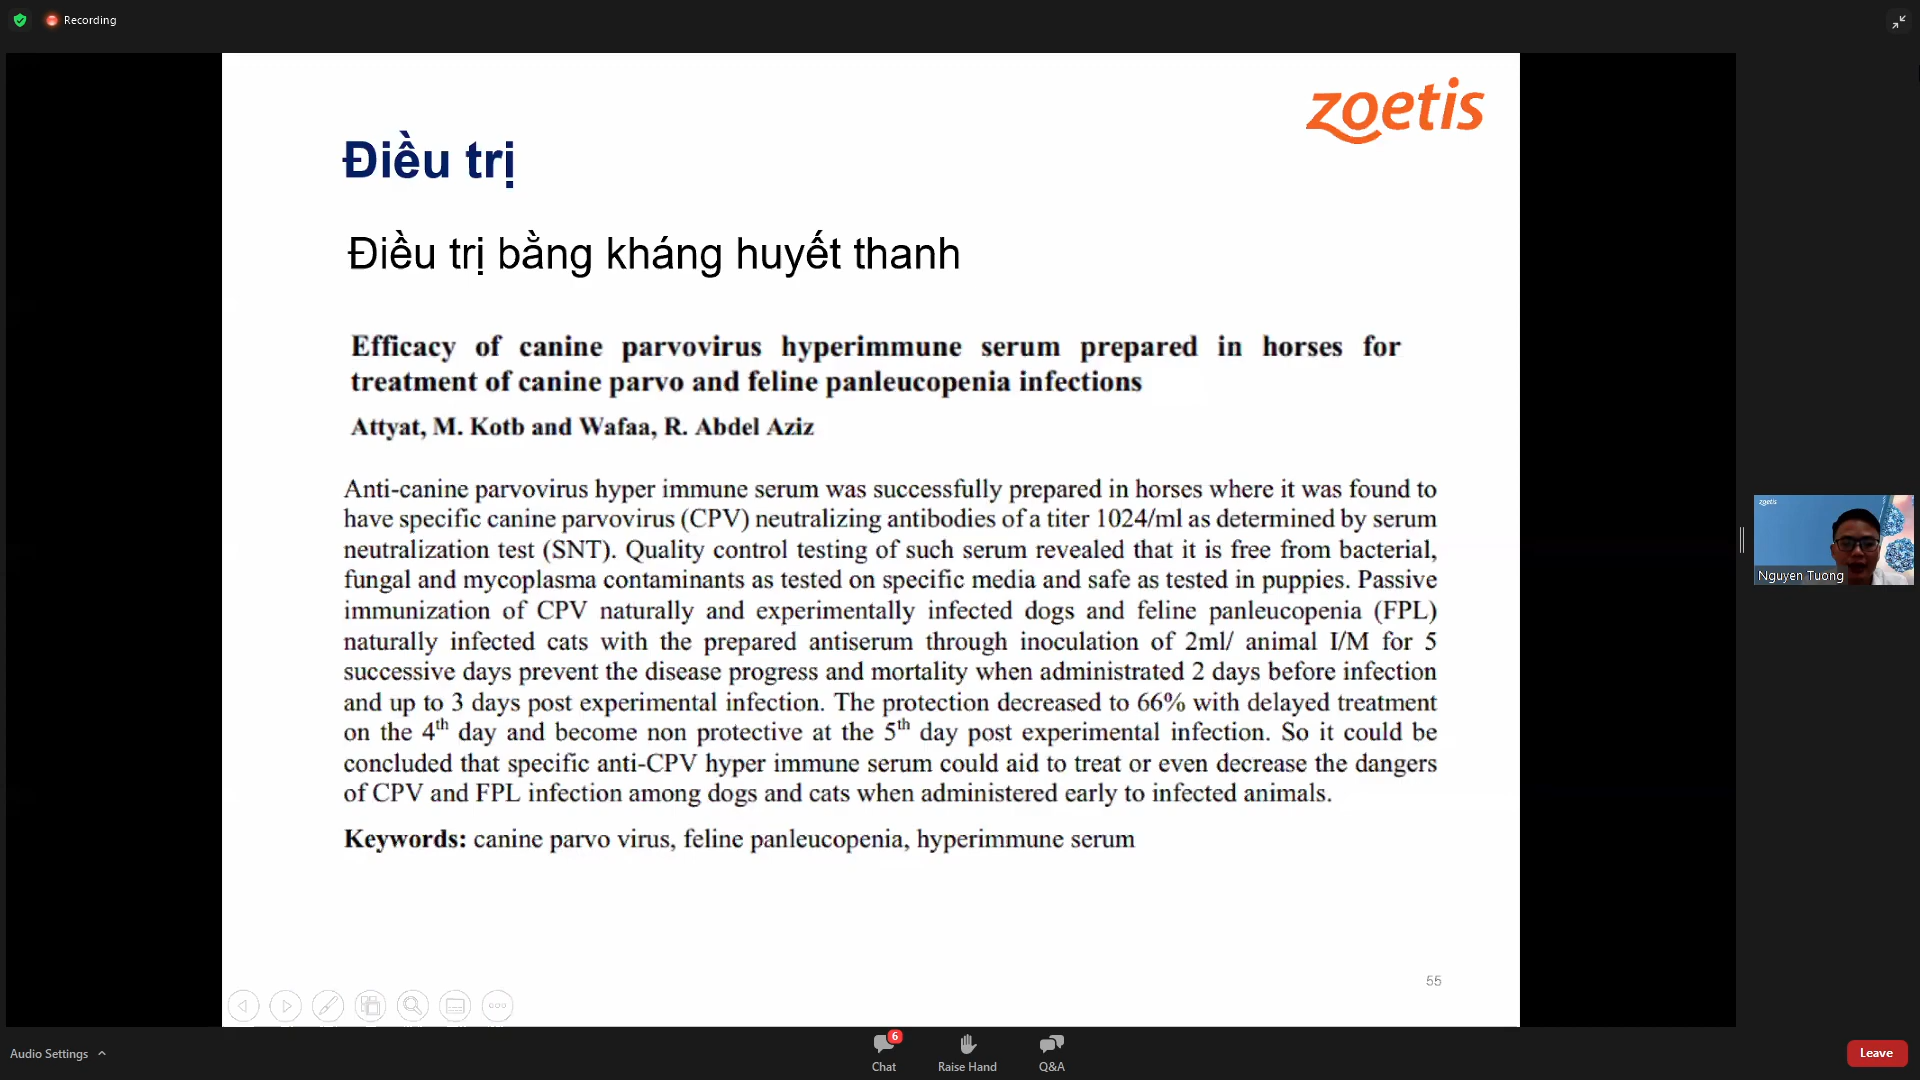 Recording
zoetis
Điều trị
Điều trị bằng kháng huyết thanh
Efficacy of canine parvovirus hyperimmune serum prepared in horses for
treatment of canine parvo and feline panleucopenia infections
Attyat, M. Kotb and Wafaa, R. Abdel Aziz
Anti-canine parvovirus hyper immune serum was successfully prepared in horses where it was found to
have specific canine parvovirus (CPV) neutralizing antibodies of a titer 1024/ml as determined by serum
neutralization test (SNT). Quality control testing of such serum revealed that it is free from bacterial,
fungal and mycoplasma contaminants as tested on specific media and safe as tested in puppies. Passive
immunization of CPV naturally and experimentally infected dogs and feline panleucopenia (FPL)
naturally infected cats with the prepared antiserum through inoculation of 2ml/ animal I/M for 5
successive days prevent the disease progress and mortality when administrated 2 days before infection
and up to 3 days post experimental infection. The protection decreased to 66% with delayed treatment
on the 4th day and become non protective at the 5th day post experimental infection. So it could be
concluded that specific anti-CPV hyper immune serum could aid to treat or even decrease the dangers
of CPV and FPL infection among dogs and cats when administered early to infected animals.
Keywords: canine parvo virus, feline panleucopenia, hyperimmune serum
55
zoetis
Nguyen Tuong
Audio Settings
6
Chat
Raise Hand
Q&A
Leave